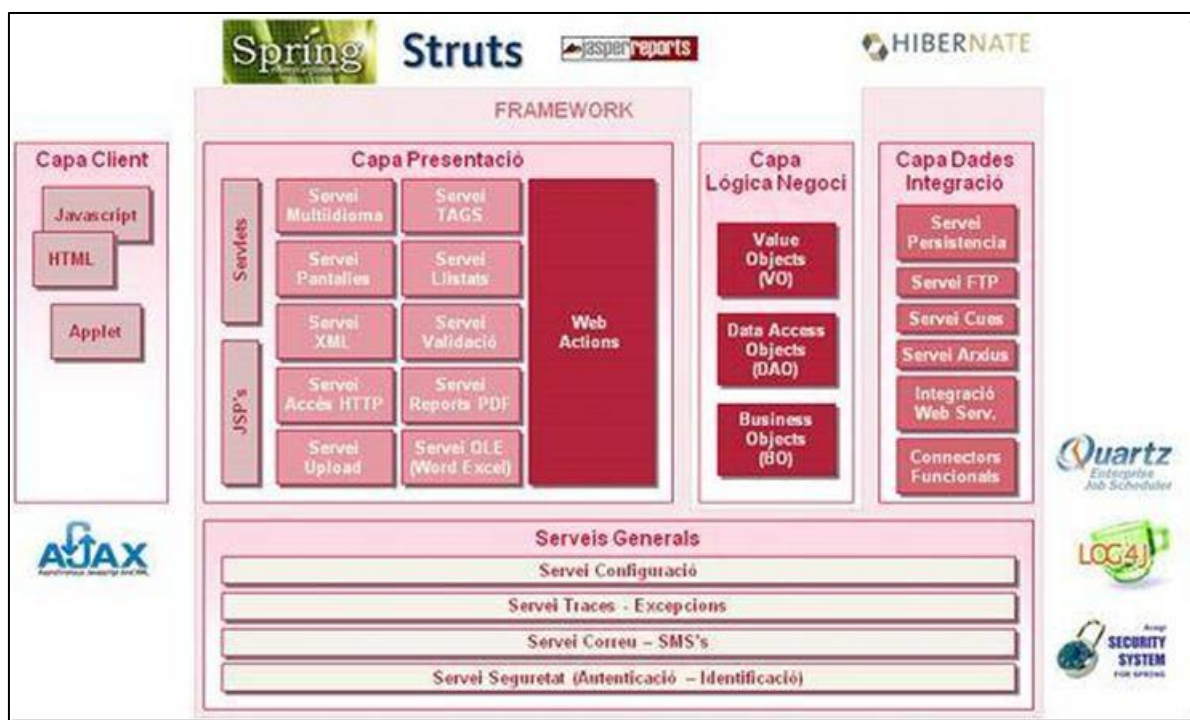 Spring
Struts
jasperreports
HIBERNATE
FRAMEWORK
Capa Client
Javascript
HTML
Applet
AJAX
Capa Presentació
Servlets
JSP's
Servei
Multiidioma
Servei
TAGS
Servei
Pantalles
Servei
Llistats
Servei
XML
Servei
Validació
Servei
Accés HTTP
Servei
Reports PDF
Servei
Upload
Servei OLE
(Word Excel)
Web
Actions
Capa
Lógica Negoci
Value
Objects
(VO)
Data Access
Objects
(DAO)
Business
Objects
(BO)
Capa Dades
Integració
Servei
Persistencia
Servei FTP
Servei Cues
Servei Arxius
Integració
Web Serv.
Connectors
Funcionals
Quartz
Enterprise
Job Scheduler
LOG4J
Acegi
SECURITY
SYSTEM
FOR SPRING
Serveis Generals
Servei Configuració
Servei Traces - Excepcions
Servei Correu – SMS's
Servei Seguretat (Autenticació – Identificació)